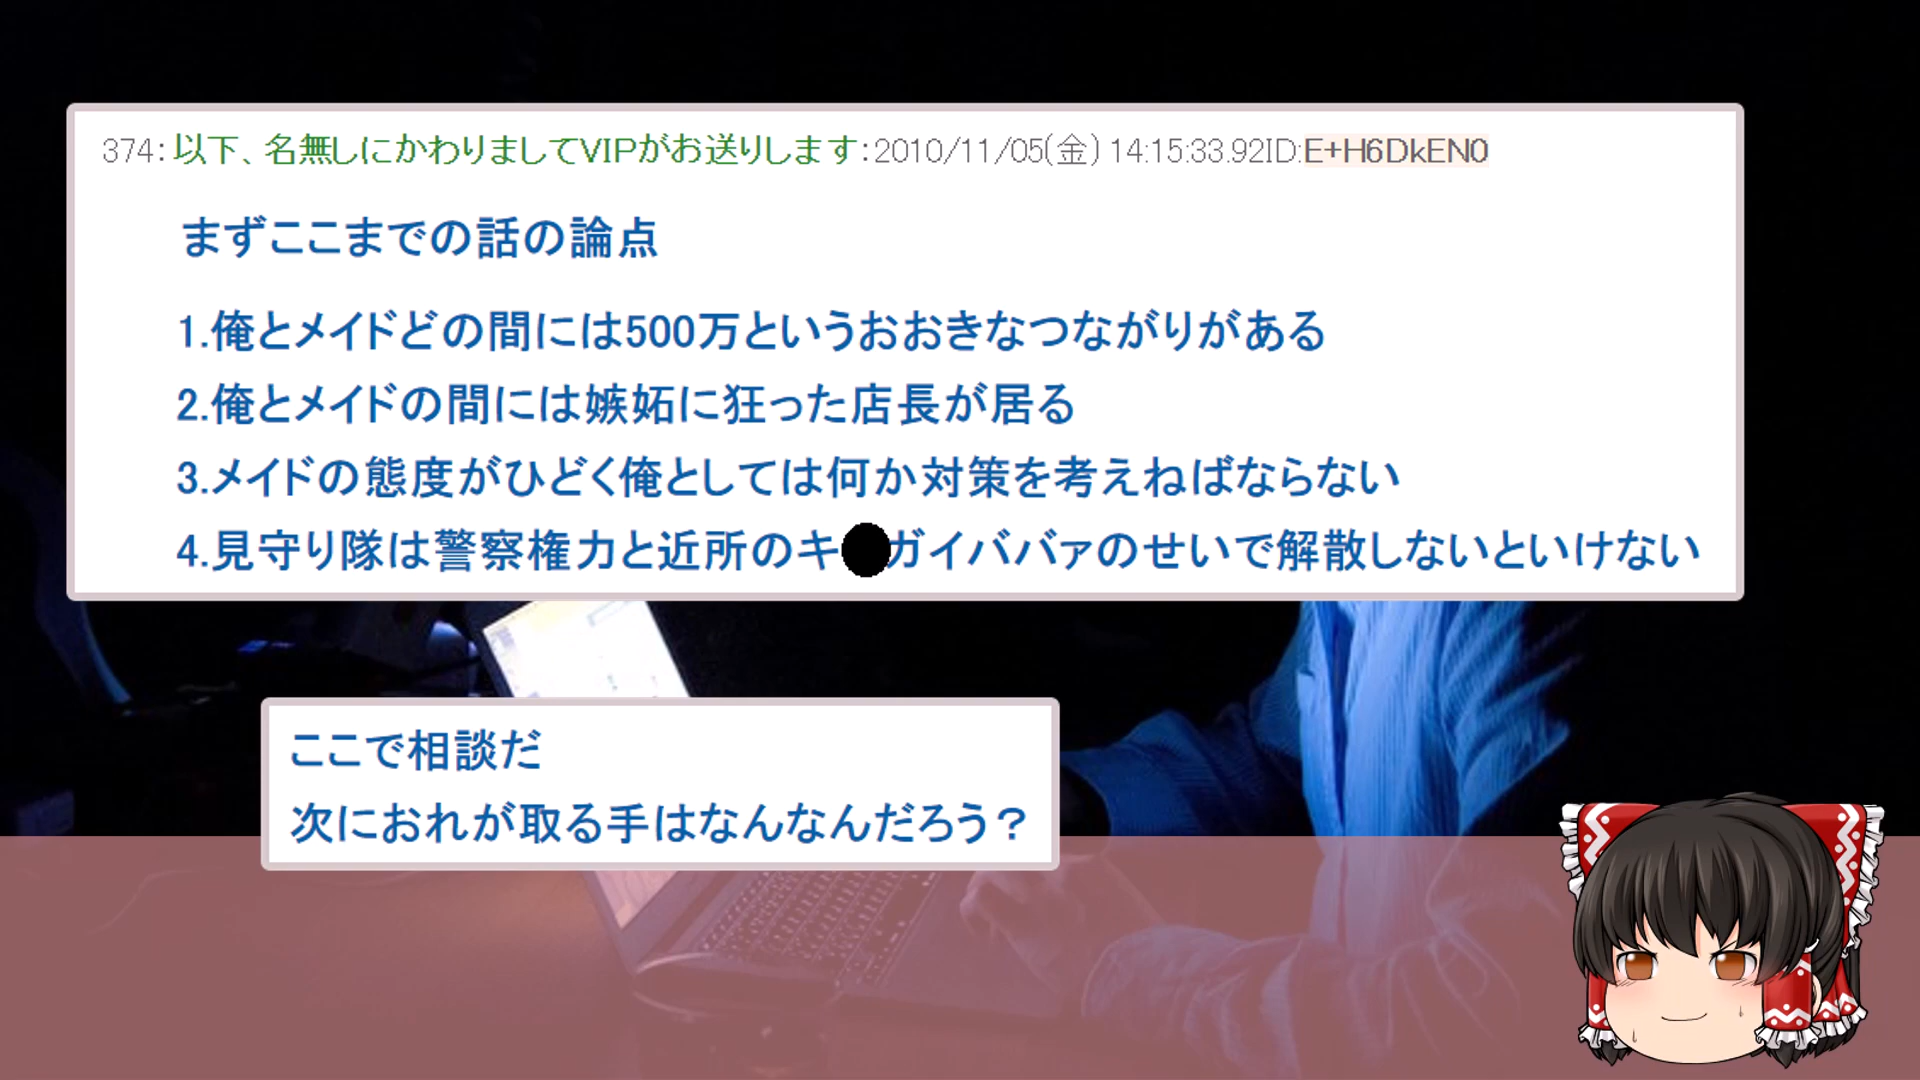 374：以下、名無しにかわりましてVIPがお送りします：2010/11/05(金) 14:15:33.92ID:E+H6DkEN0
まずここまでの話の論点
1.俺とメイドどの間には500万というおおきなつながりがある
2.俺とメイドの間には嫉妬に狂った店長が居る
3.メイドの態度がひどく俺としては何か対策を考えねばならない
4.見守り隊は警察権力と近所のキ●ガイババァのせいで解散しないといけない
ここで相談だ
次におれが取る手はなんなんだろう？